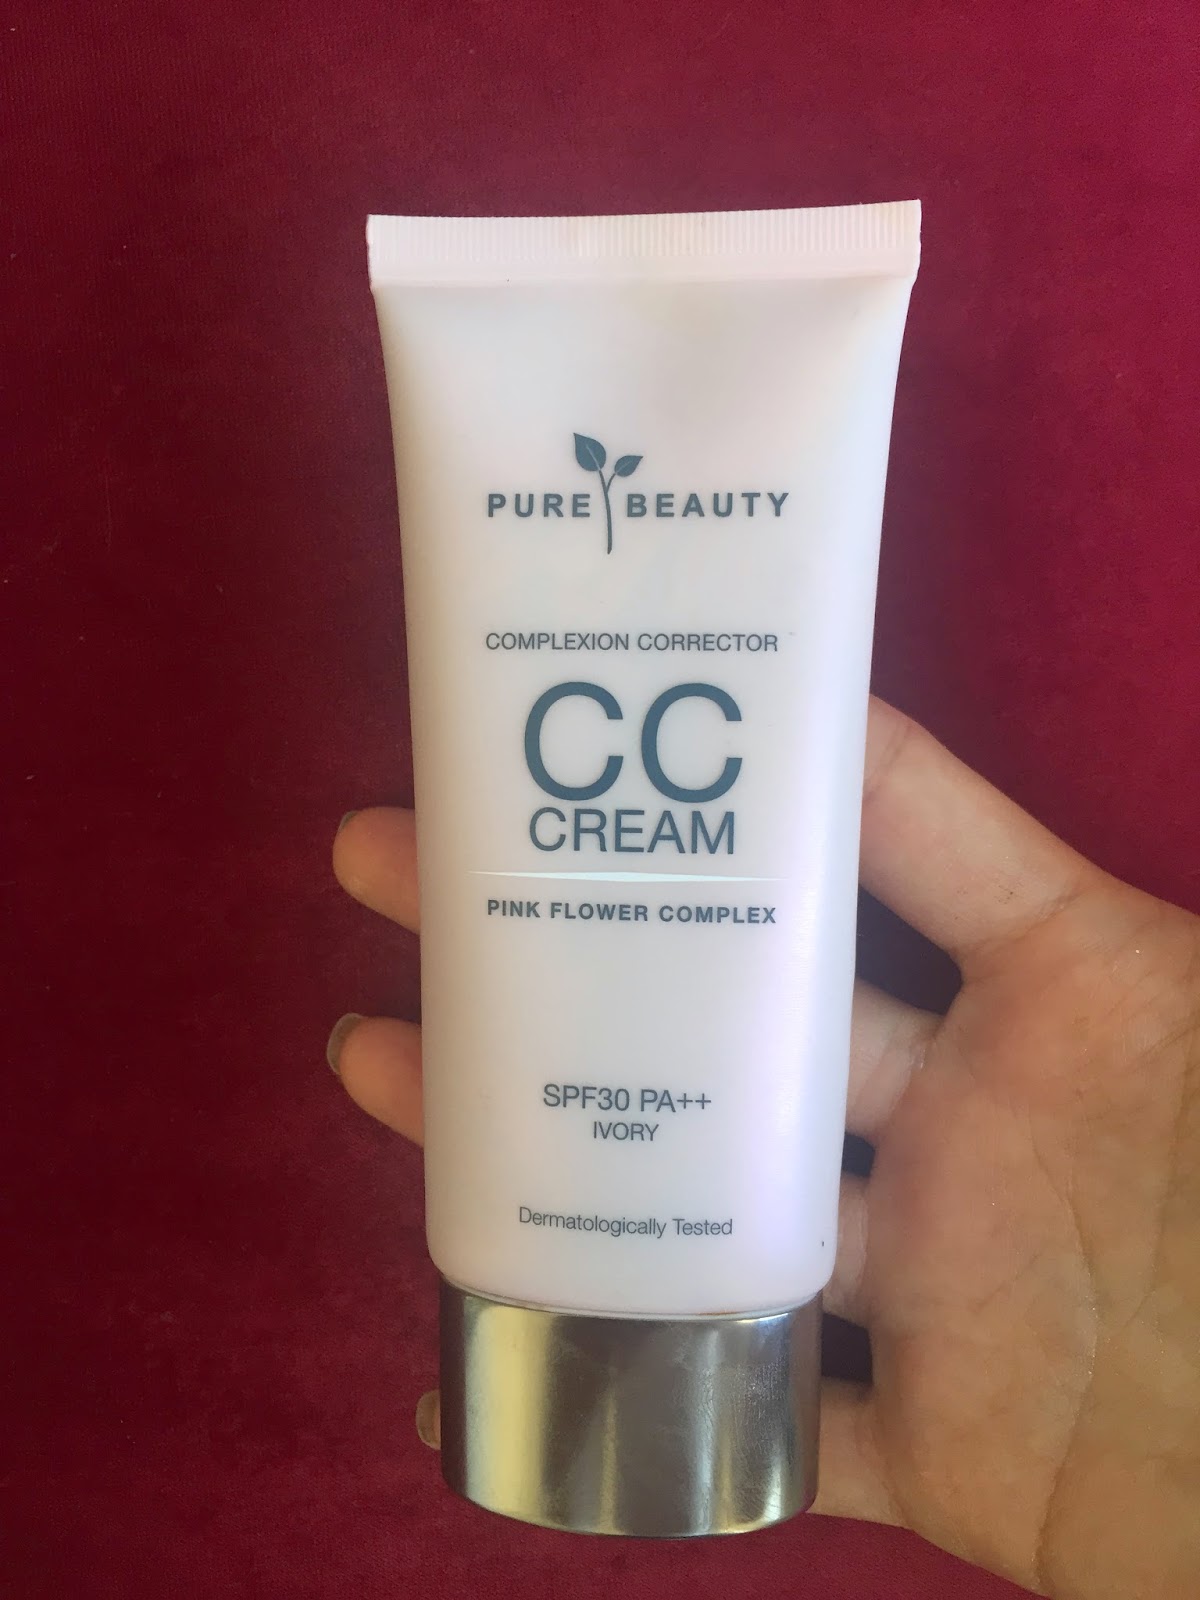 PURE BEAUTY
COMPLEXION CORRECTOR
CC
CREAM
PINK FLOWER COMPLEX
SPF30 PA++
IVORY
Dermatologically Tested